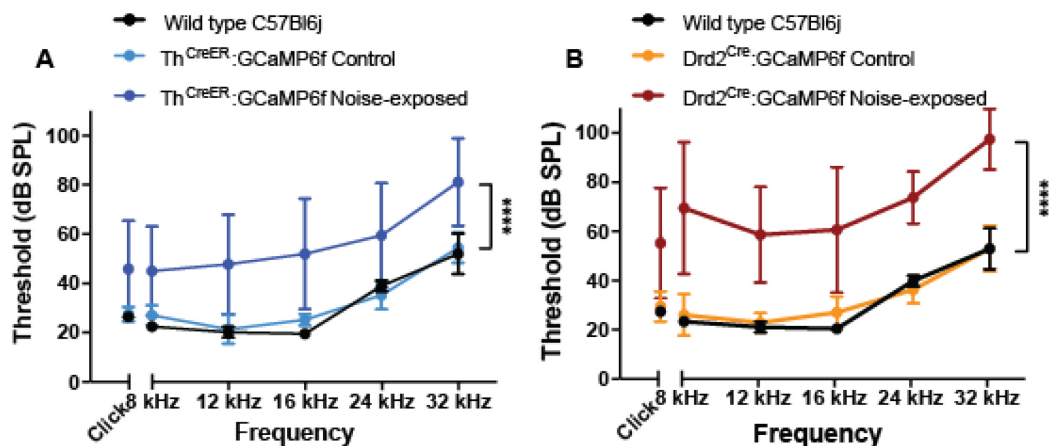 A
Wild type C57Bl6j
Th^CreER:GCaMP6f Control
Th^CreER:GCaMP6f Noise-exposed
Threshold (dB SPL)
100
80
60
40
20
0
****
Click
8 kHz
12 kHz
16 kHz
24 kHz
32 kHz
Frequency
B
Wild type C57Bl6j
Drd2^Cre:GCaMP6f Control
Drd2^Cre:GCaMP6f Noise-exposed
Threshold (dB SPL)
100
80
60
40
20
0
****
Click
8 kHz
12 kHz
16 kHz
24 kHz
32 kHz
Frequency